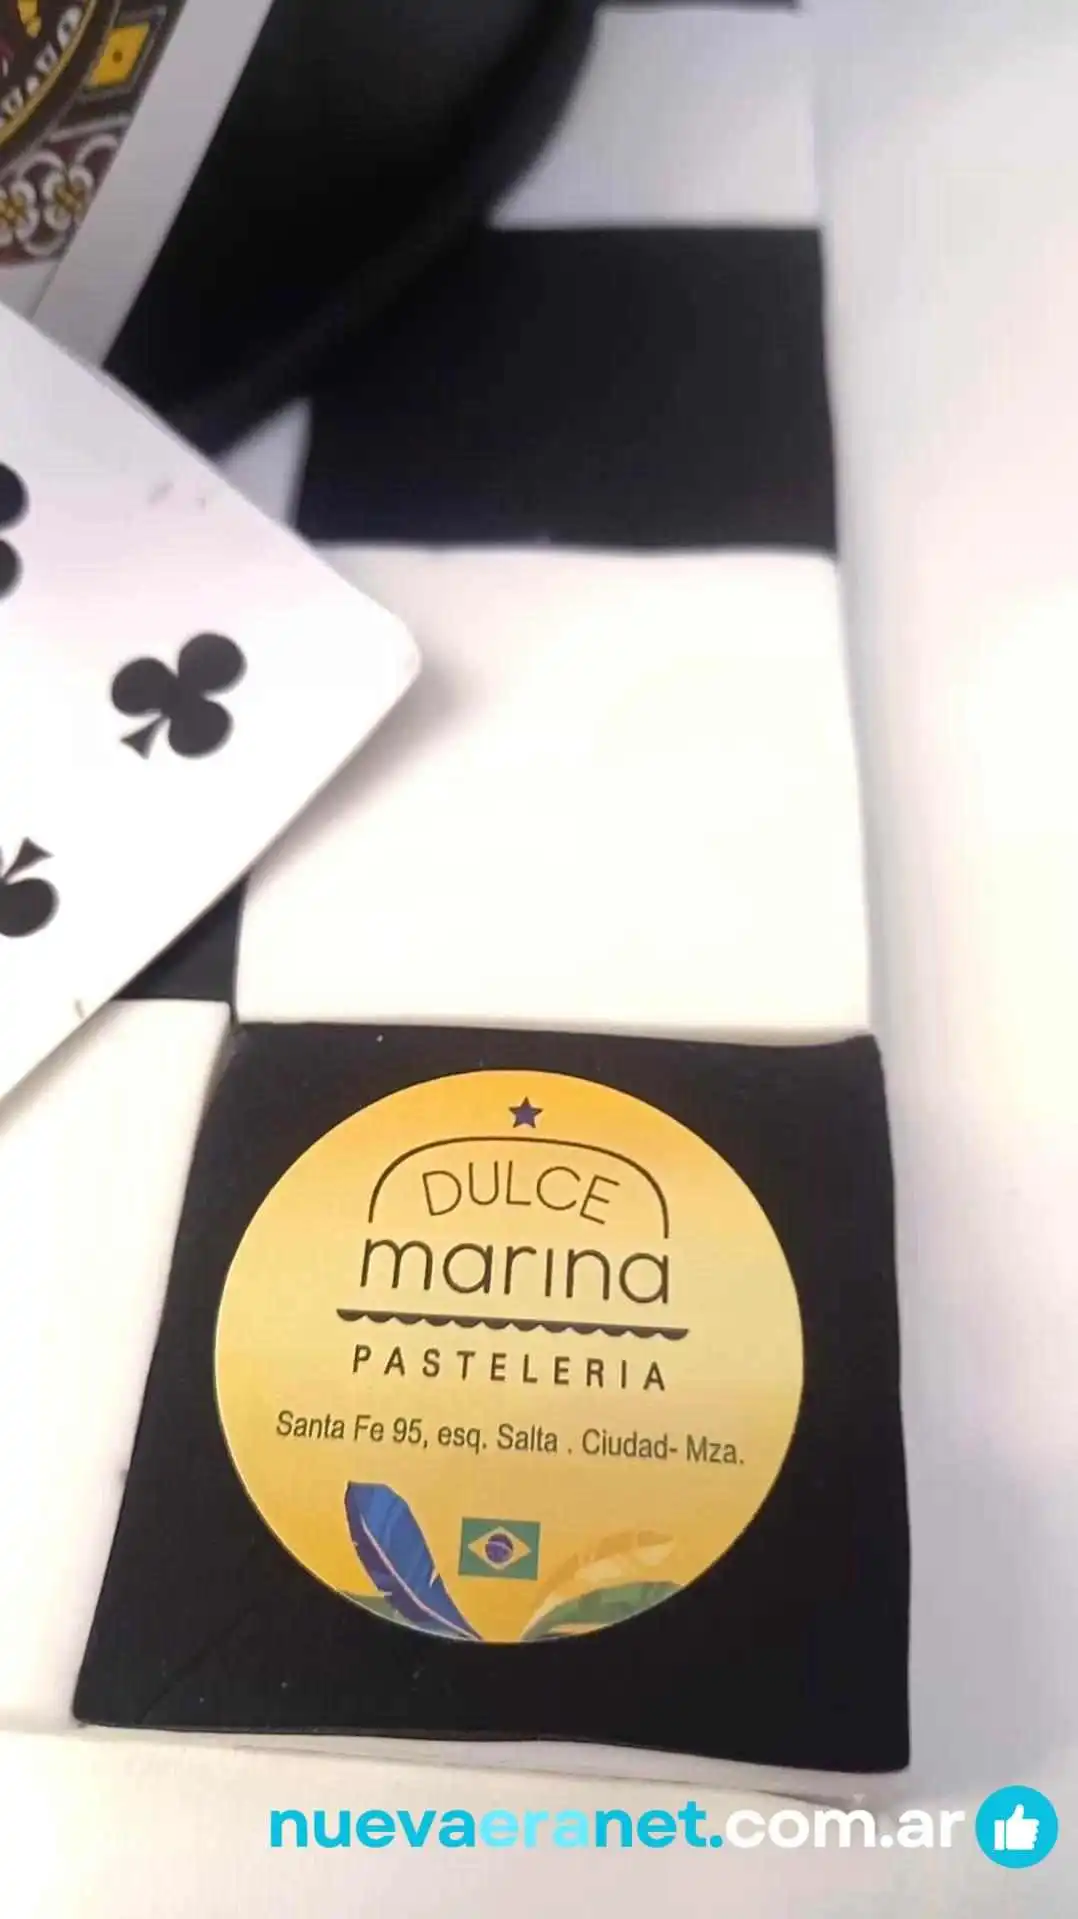 DULCE
marina
PASTELERIA
Santa Fe 95, esq. Salta . Ciudad- Mza.
nuevaeranet.com.ar